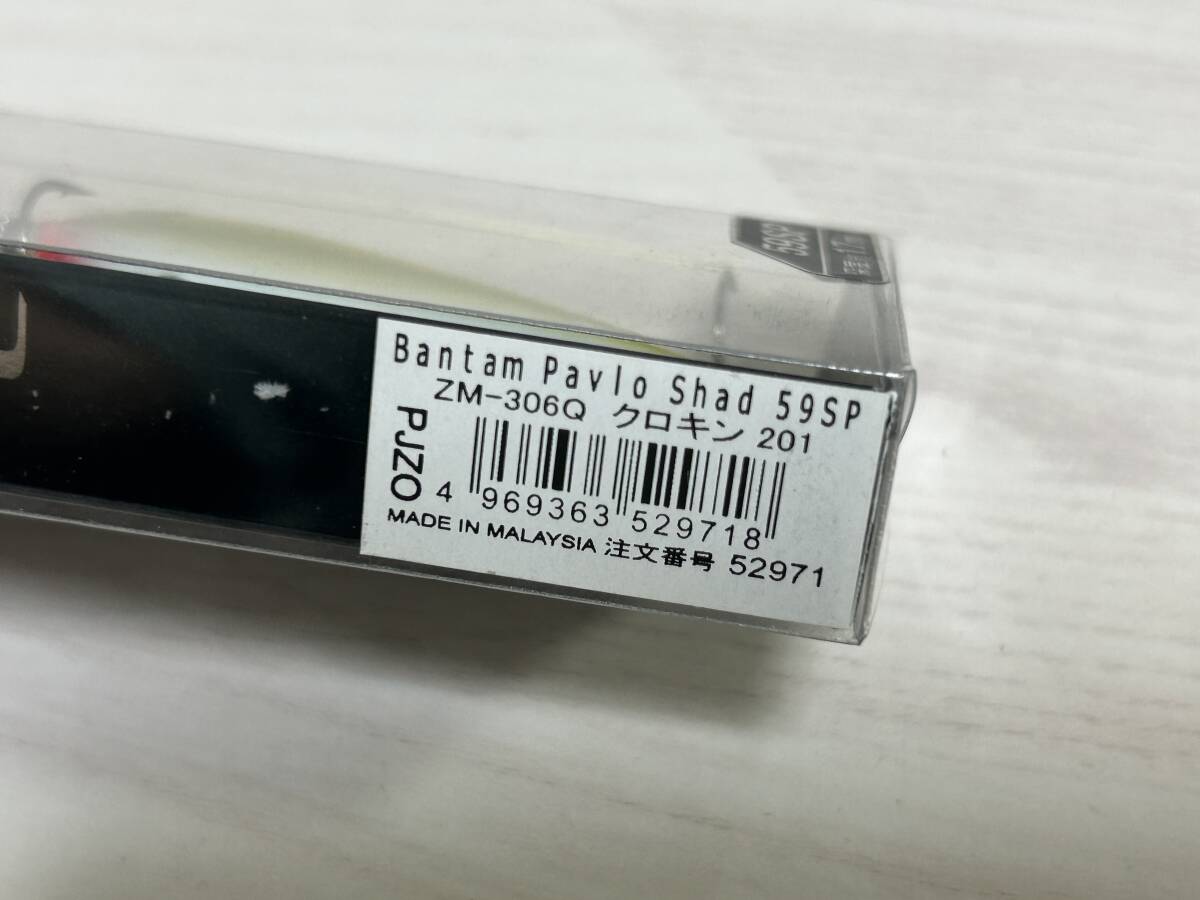 59SP
Bantam Pavlo Shad 59SP
ZM-306Q クロキン 201
PJZO
4 969363 529718
MADE IN MALAYSIA 注文番号 52971